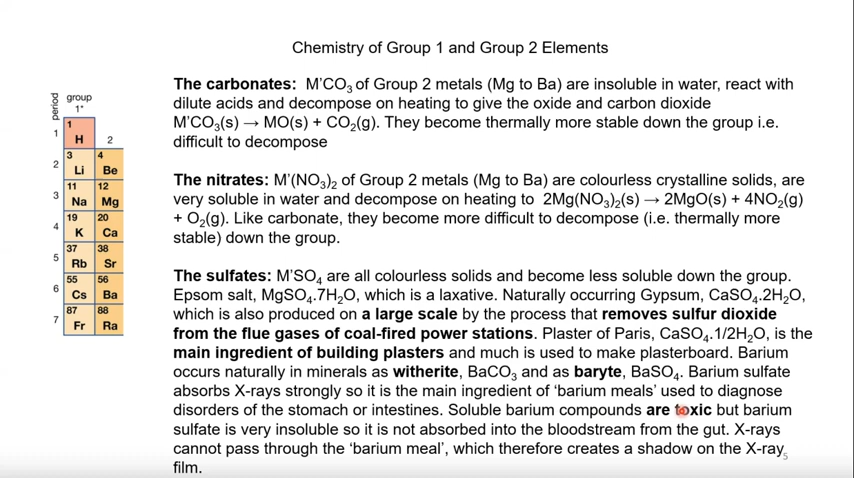 Chemistry of Group 1 and Group 2 Elements
The carbonates: M'CO₃ of Group 2 metals (Mg to Ba) are insoluble in water, react with
dilute acids and decompose on heating to give the oxide and carbon dioxide
M'CO₃(s) → MO(s) + CO₂(g). They become thermally more stable down the group i.e.
difficult to decompose
The nitrates: M'(NO₃)₂ of Group 2 metals (Mg to Ba) are colourless crystalline solids, are
very soluble in water and decompose on heating to 2Mg(NO₃)₂(s) → 2MgO(s) + 4NO₂(g)
+ O₂(g). Like carbonate, they become more difficult to decompose (i.e. thermally more
stable) down the group.
The sulfates: M'SO₄ are all colourless solids and become less soluble down the group.
Epsom salt, MgSO₄.7H₂O, which is a laxative. Naturally occurring Gypsum, CaSO₄.2H₂O,
which is also produced on a large scale by the process that removes sulfur dioxide
from the flue gases of coal-fired power stations. Plaster of Paris, CaSO₄.1/2H₂O, is the
main ingredient of building plasters and much is used to make plasterboard. Barium
occurs naturally in minerals as witherite, BaCO₃ and as baryte, BaSO₄. Barium sulfate
absorbs X-rays strongly so it is the main ingredient of 'barium meals' used to diagnose
disorders of the stomach or intestines. Soluble barium compounds are toxic but barium
sulfate is very insoluble so it is not absorbed into the bloodstream from the gut. X-rays
cannot pass through the 'barium meal', which therefore creates a shadow on the X-ray
film.
5
period
group
1*
2
1
1
H
2
3 4
Li Be
3
11 12
Na Mg
4
19 20
K Ca
5
37 38
Rb Sr
6
55 56
Cs Ba
7
87 88
Fr Ra